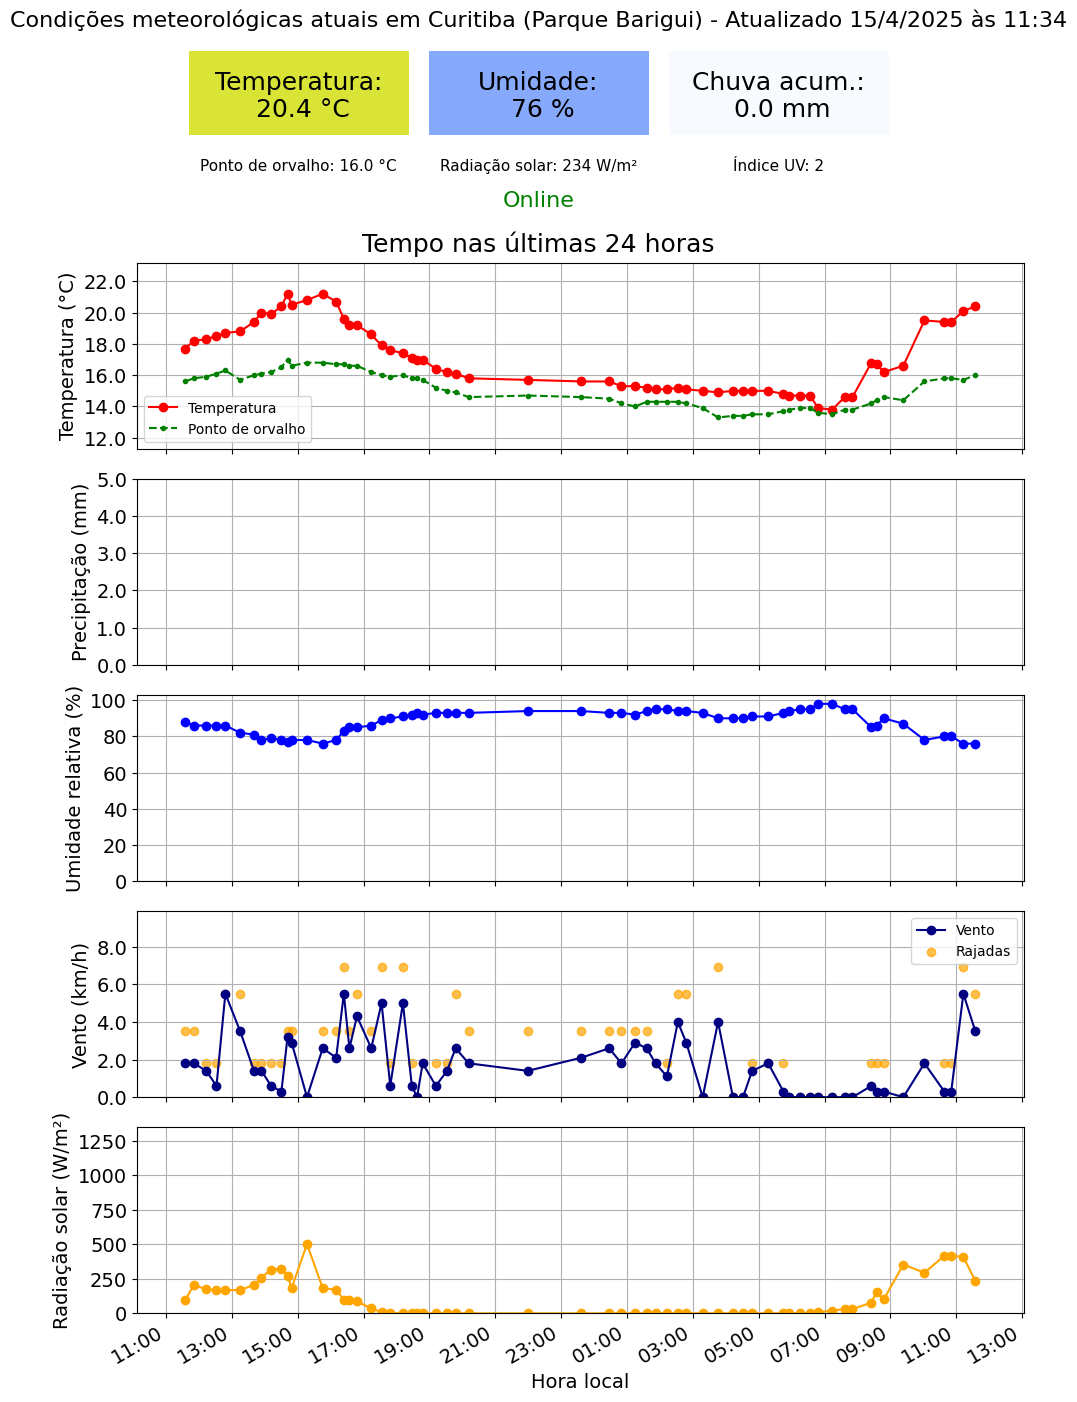 Condições meteorológicas atuais em Curitiba (Parque Barigui) - Atualizado 15/4/2025 às 11:34
Temperatura:
20.4 °C
Umidade:
76 %
Chuva acum.:
0.0 mm
Ponto de orvalho: 16.0 °C
Radiação solar: 234 W/m²
Índice UV: 2
Online
Tempo nas últimas 24 horas
Temperatura (°C)
22.0
20.0
18.0
16.0
14.0
12.0
Temperatura
Ponto de orvalho
Precipitação (mm)
5.0
4.0
3.0
2.0
1.0
0.0
Umidade relativa (%)
100
80
60
40
20
0
Vento (km/h)
8.0
6.0
4.0
2.0
0.0
Vento
Rajadas
Radiação solar (W/m²)
1250
1000
750
500
250
0
11:00
13:00
15:00
17:00
19:00
21:00
23:00
01:00
03:00
05:00
07:00
09:00
11:00
13:00
Hora local